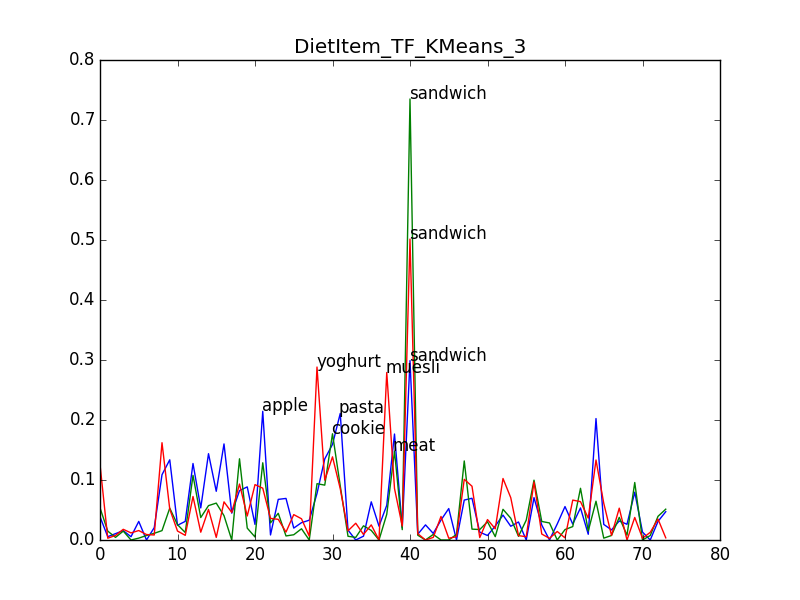 DietItem_TF_KMeans_3
0.8
0.7
0.6
0.5
0.4
0.3
0.2
0.1
0.0
sandwich
sandwich
sandwich
yoghurt
muesli
apple
pasta
cookie
meat
0 10 20 30 40 50 60 70 80